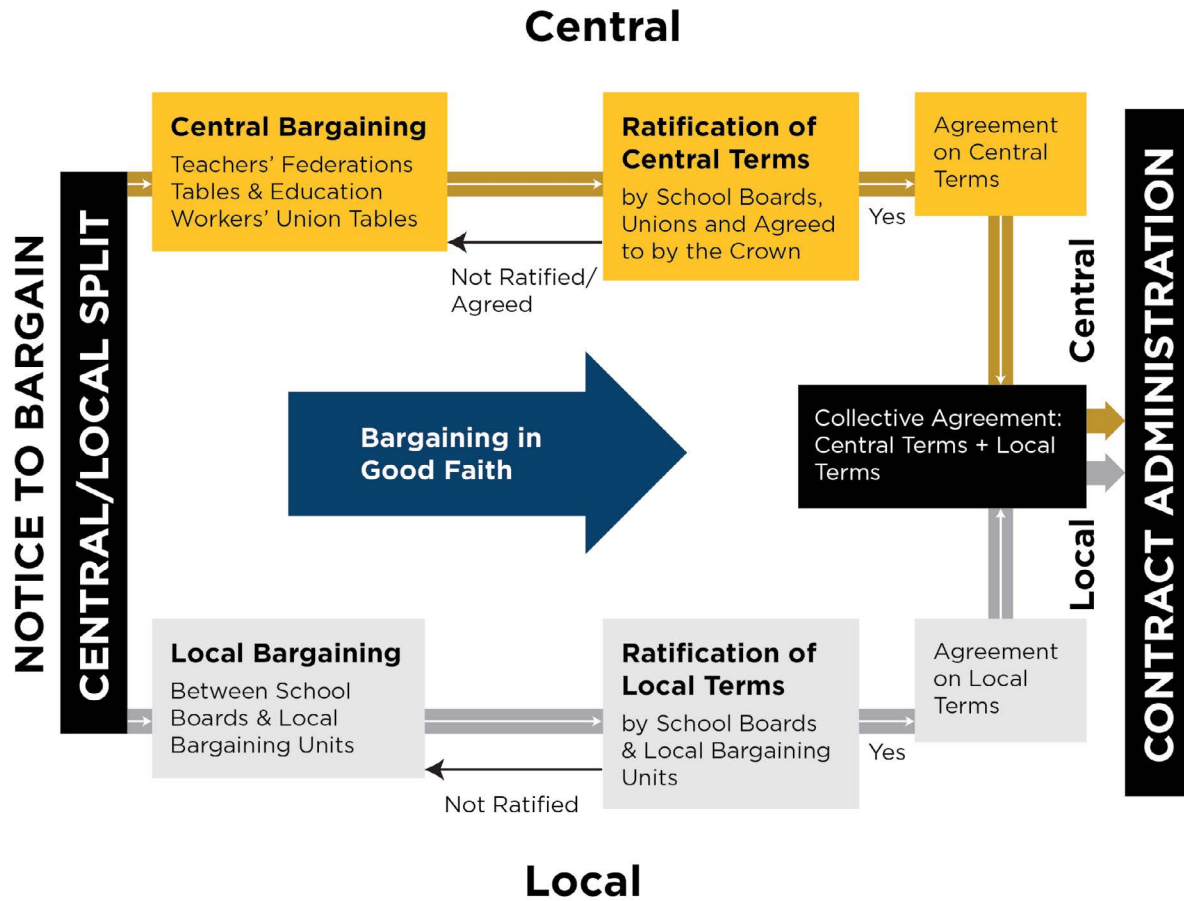 Central
NOTICE TO BARGAIN
CENTRAL/LOCAL SPLIT
Central Bargaining
Teachers’ Federations
Tables & Education
Workers’ Union Tables
Ratification of
Central Terms
by School Boards,
Unions and Agreed
to by the Crown
Yes
Agreement
on Central
Terms
Not Ratified/
Agreed
Bargaining in
Good Faith
Central
Collective Agreement:
Central Terms + Local
Terms
Local
CONTRACT ADMINISTRATION
Local Bargaining
Between School
Boards & Local
Bargaining Units
Ratification of
Local Terms
by School Boards
& Local Bargaining
Units
Yes
Agreement
on Local
Terms
Not Ratified
Local